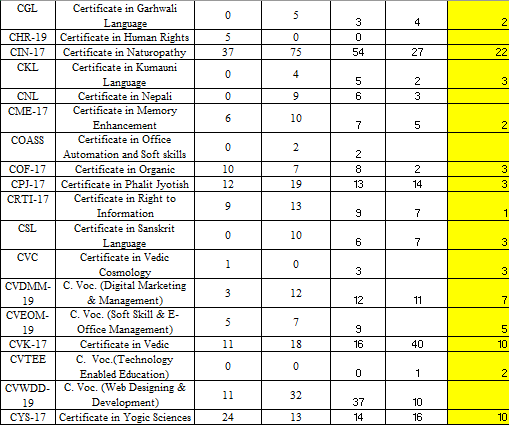 CGL Certificate in Garhwali Language 0 5 3 4 2
CHR-19 Certificate in Human Rights 5 0 0
CIN-17 Certificate in Naturopathy 37 75 54 27 22
CKL Certificate in Kumauni Language 0 4 5 2 3
CNL Certificate in Nepali 0 9 6 3
CME-17 Certificate in Memory Enhancement 6 10 7 5 2
COASS Certificate in Office Automation and Soft skills 0 2 2
COF-17 Certificate in Organic 10 7 8 2 3
CPJ-17 Certificate in Phalit Jyotish 12 19 13 14 3
CRTI-17 Certificate in Right to Information 9 13 9 7 1
CSL Certificate in Sanskrit Language 0 10 6 7 3
CVC Certificate in Vedic Cosmology 1 0 3 3
CVDMM-19 C. Voc. (Digital Marketing & Management) 3 12 12 11 7
CVEOM-19 C. Voc. (Soft Skill & E-Office Management) 5 7 9 5
CVK-17 Certificate in Vedic 11 18 16 40 10
CVTEE C. Voc.(Technology Enabled Education) 0 0 0 1 2
CVWDD-19 C. Voc. (Web Designing & Development) 11 32 37 10
CYS-17 Certificate in Yogic Sciences 24 13 14 16 10